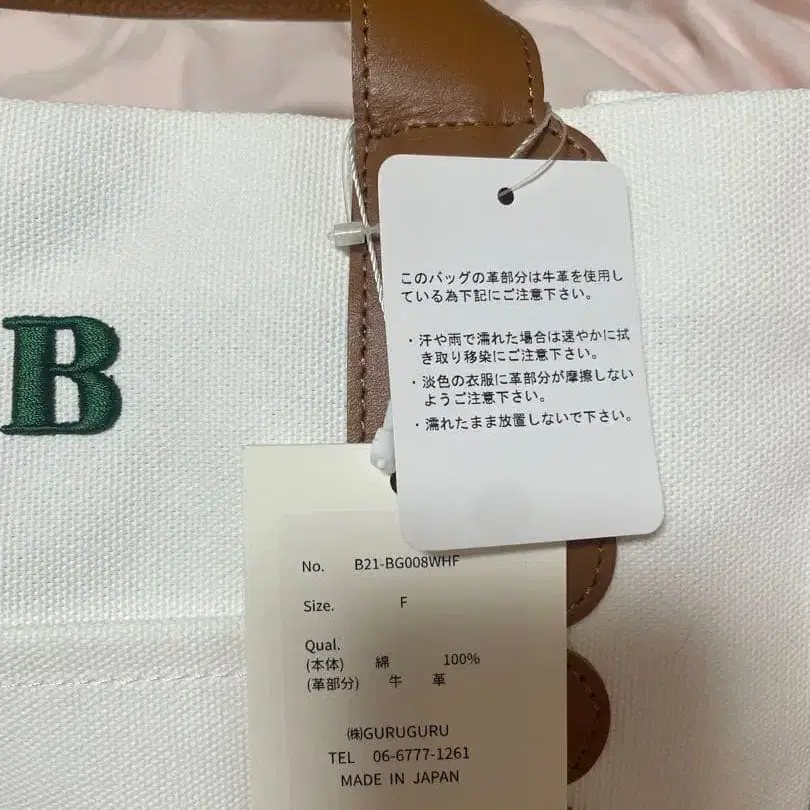 B
このバッグの革部分は牛革を使用し
ている為下記にご注意下さい。
・汗や雨で濡れた場合は速やかに拭
き取り移染にご注意下さい。
・淡色の衣服に革部分が摩擦しない
ようご注意下さい。
・濡れたまま放置しないで下さい。
No. B21-BG008WHF
Size. F
Qual.
(本体) 綿 100%
(革部分) 牛 革
㈱GURUGURU
TEL 06-6777-1261
MADE IN JAPAN